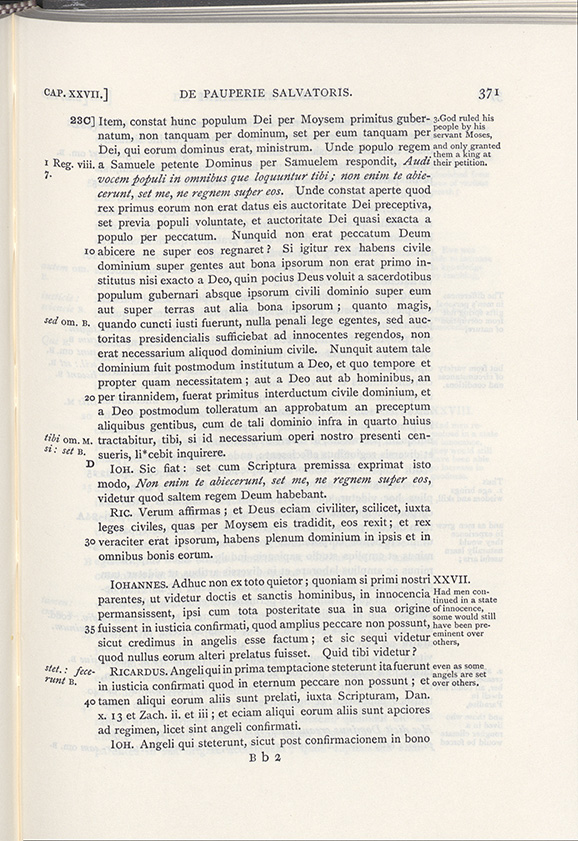 CAP. XXVII.] DE PAUPERIE SALVATORIS. 371
23C] Item, constat hunc populum Dei per Moysem primitus guber-
natum, non tanquam per dominum, set per eum tanquam per
Dei, qui eorum dominus erat, ministrum. Unde populo regem
a Samuele petente Dominus per Samuelem respondit, Audi
vocem populi in omnibus que loquuntur tibi; non enim te abie-
cerunt, set me, ne regnem super eos. Unde constat aperte quod
rex primus eorum non erat datus eis auctoritate Dei preceptiva,
set previa populi voluntate, et auctoritate Dei quasi exacta a
populo per peccatum. Nunquid non erat peccatum Deum
10 abicere ne super eos regnaret? Si igitur rex habens civile
dominium super gentes aut bona ipsorum non erat primo in-
stitutus nisi exacto a Deo, quin pocius Deus voluit a sacerdotibus
populum gubernari absque ipsorum civili dominio super eum
aut super terras aut alia bona ipsorum; quanto magis,
quando cuncti iusti fuerunt, nulla penali lege egentes, sed auc-
toritas presidencialis sufficiebat ad innocentes regendos, non
erat necessarium aliquod dominium civile. Nunquit autem tale
dominium fuit postmodum institutum a Deo, et quo tempore et
propter quam necessitatem; aut a Deo aut ab hominibus, an
20 per tirannidem, fuerat primitus interductum civile dominium, et
a Deo postmodum tolleratum an approbatum an preceptum
aliquibus gentibus, cum de tali dominio infra in quarto huius
tractabitur, tibi, si id necessarium operi nostro presenti cen-
sueris, li*cebit inquirere.
D IOH. Sic fiat: set cum Scriptura premissa exprimat isto
modo, Non enim te abiecerunt, set me, ne regnem super eos,
videtur quod saltem regem Deum habebant.
RIC. Verum affirmas; et Deus eciam civiliter, scilicet, iuxta
leges civiles, quas per Moysem eis tradidit, eos rexit; et rex
30 veraciter erat ipsorum, habens plenum dominium in ipsis et in
omnibus bonis eorum.
IOHANNES. Adhuc non ex toto quietor; quoniam si primi nostri
parentes, ut videtur doctis et sanctis hominibus, in innocencia
permansissent, ipsi cum tota posteritate sua in sua origine
35 fuissent in iusticia confirmati, quod amplius peccare non possunt,
sicut credimus in angelis esse factum; et sic sequi videtur
quod nullus eorum alteri prelatus fuisset. Quid tibi videtur?
RICARDUS. Angeli qui in prima temptacione steterunt ita fuerunt
in iusticia confirmati quod in eternum peccare non possunt; et
40 tamen aliqui eorum aliis sunt prelati, iuxta Scripturam, Dan.
x. 13 et Zach. ii. et iii; et eciam aliqui eorum aliis sunt apciores
ad regimen, licet sint angeli confirmati.
IOH. Angeli qui steterunt, sicut post confirmacionem in bono
B b 2
1 Reg. viii.
7.
sed om. B.
tibi om. M.
si: set B.
stet.: fece-
runt B.
3. God ruled his
people by his
servant Moses,
and only granted
them a king at
their petition.
XXVII.
Had men con-
tinued in a state
of innocence,
some would still
have been pre-
eminent over
others,
even as some
angels are set
over others.